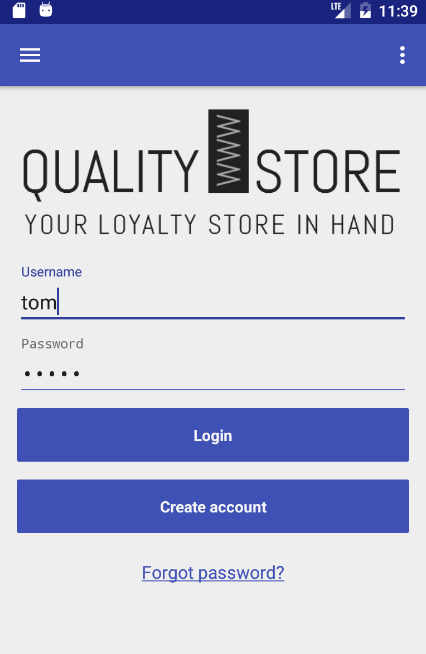 LTE 11:39
QUALITY STORE
YOUR LOYALTY STORE IN HAND
Username
tom
Password
•••••
Login
Create account
Forgot password?